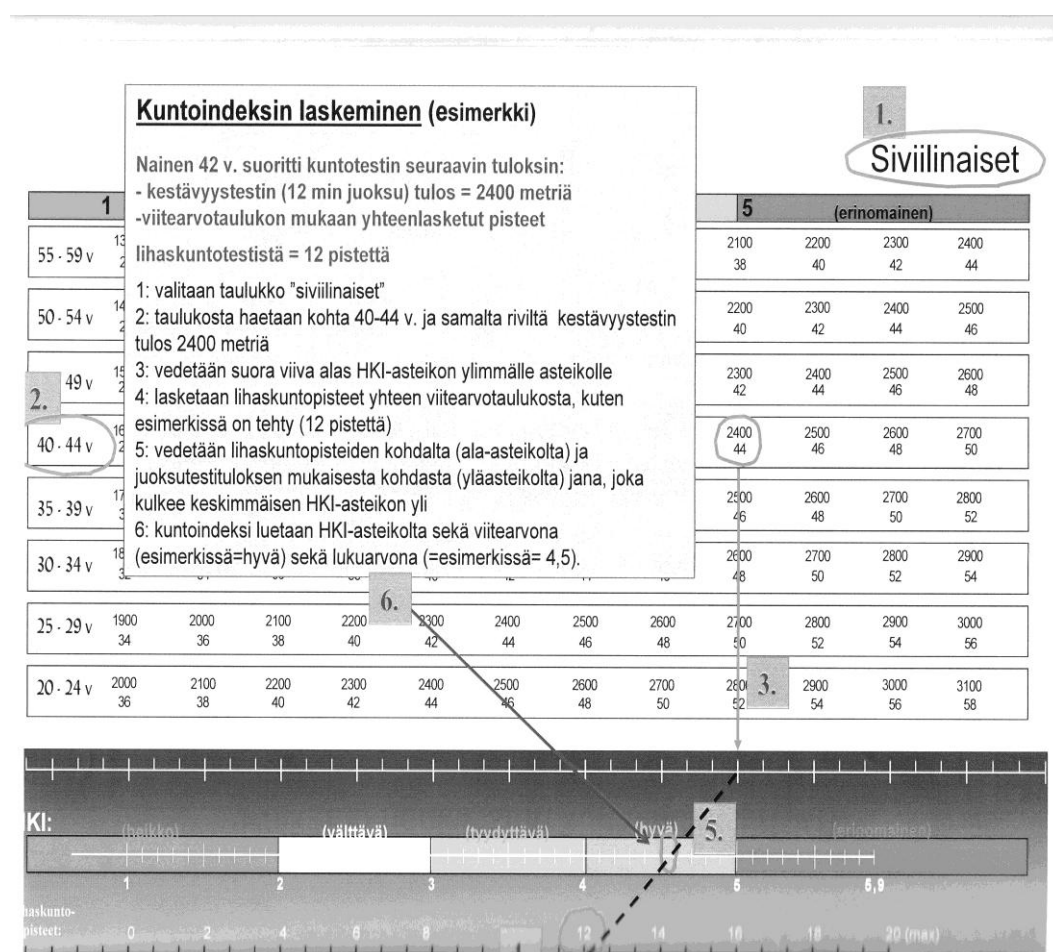 Kuntoindeksin laskeminen (esimerkki)
Nainen 42 v. suoritti kuntotestin seuraavin tuloksin:
- kestävyystestin (12 min juoksu) tulos = 2400 metriä
-viitearvotaulukon mukaan yhteenlasketut pisteet
lihaskuntotestistä = 12 pistettä
1: valitaan taulukko "siviilinaiset"
2: taulukosta haetaan kohta 40-44 v. ja samalta riviltä kestävyystestin
tulos 2400 metriä
3: vedetään suora viiva alas HKI-asteikon ylimmälle asteikolle
4: lasketaan lihaskuntopisteet yhteen viitearvotaulukosta, kuten
esimerkissä on tehty (12 pistettä)
5: vedetään lihaskuntopisteiden kohdalta (ala-asteikolta) ja
juoksutestituloksen mukaisesta kohdasta (yläasteikolta) jana, joka
kulkee keskimmäisen HKI-asteikon yli
6: kuntoindeksi luetaan HKI-asteikolta sekä viitearvona
(esimerkissä=hyvä) sekä lukuarvona (=esimerkissä= 4,5).
1.
Siviilinaiset
1 5 (erinomainen)
55 - 59 v 2100 2200 2300 2400
38 40 42 44
50 - 54 v 2200 2300 2400 2500
40 42 44 46
49 v 2300 2400 2500 2600
42 44 46 48
2.
40 - 44 v 2400 2500 2600 2700
44 46 48 50
35 - 39 v 2500 2600 2700 2800
46 48 50 52
30 - 34 v 2600 2700 2800 2900
48 50 52 54
6.
25 - 29 v 1900 2000 2100 2200 2300 2400 2500 2600 2700 2800 2900 3000
34 36 38 40 42 44 46 48 50 52 54 56
20 - 24 v 2000 2100 2200 2300 2400 2500 2600 2700 2800 2900 3000 3100
36 38 40 42 44 46 48 50 52 54 56 58
3.
KI: (heikko) (välttävä) (tyydyttävä) (hyvä) 5. (erinomainen)
1 2 3 4 5 5,9
pisteet: 0 2 4 6 8 12 14 16 18 20 (max)